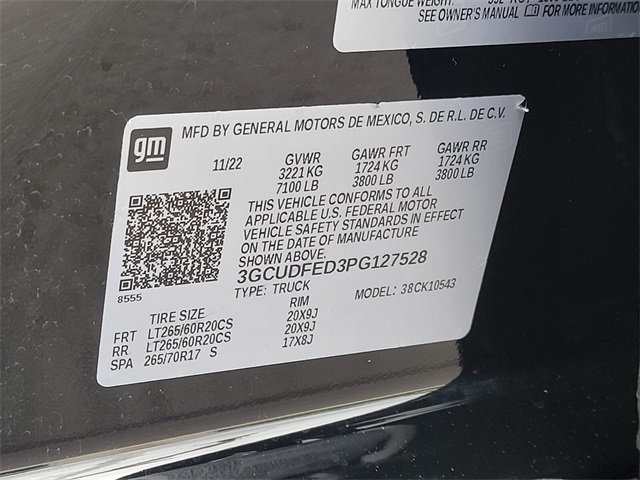 MAX TONGUE WEIGHT:
SEE OWNER'S MANUAL FOR MORE INFORMATION
gm
MFD BY GENERAL MOTORS DE MEXICO, S. DE R.L. DE C.V.
11/22 GVWR GAWR FRT GAWR RR
3221 KG 1724 KG 1724 KG
7100 LB 3800 LB 3800 LB
THIS VEHICLE CONFORMS TO ALL
APPLICABLE U.S. FEDERAL MOTOR
VEHICLE SAFETY STANDARDS IN EFFECT
ON THE DATE OF MANUFACTURE
SHOWN ABOVE.
3GCUDFED3PG127528
8555
TYPE: TRUCK MODEL: 38CK10543
TIRE SIZE RIM
FRT LT265/60R20CS 20X9J
RR LT265/60R20CS 20X9J
SPA 265/70R17 S 17X8J